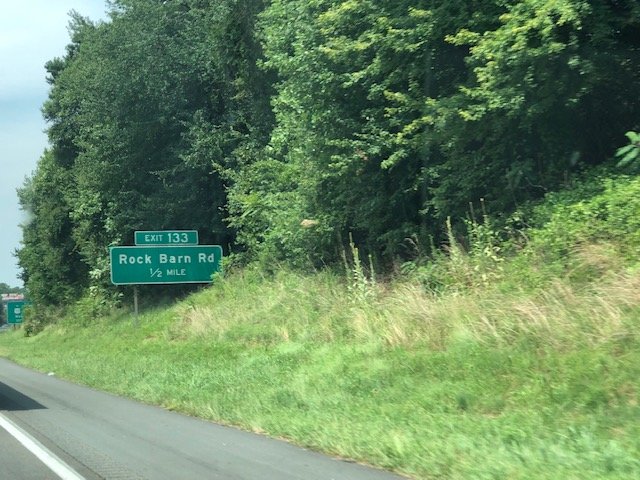 EXIT 133
Rock Barn Rd
1/2 MILE